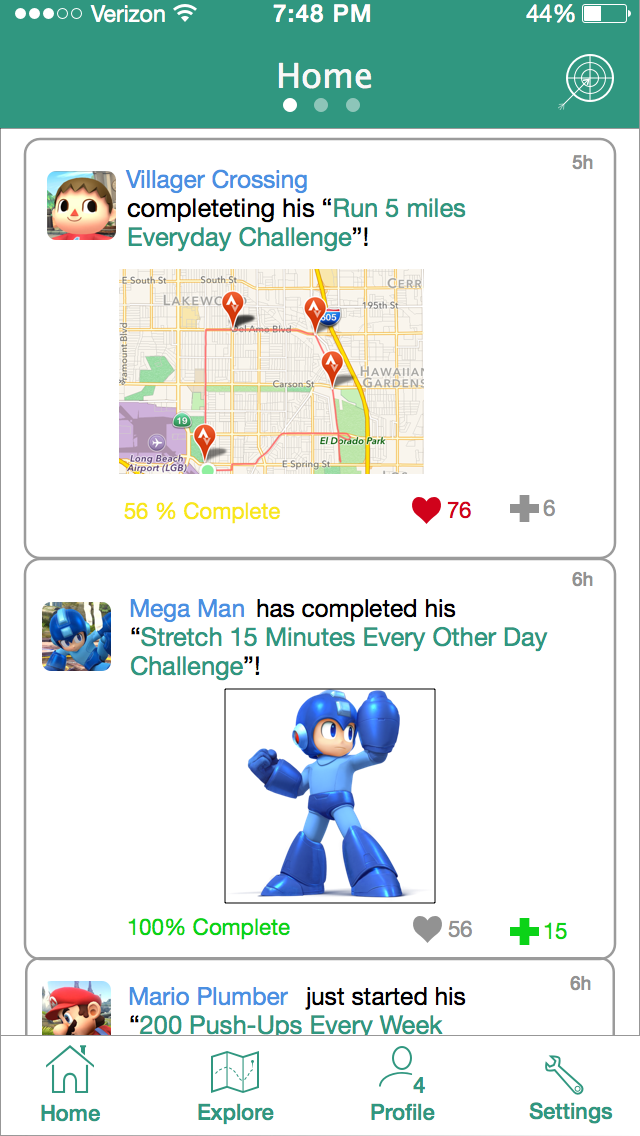 Verizon 7:48 PM 44%
Home
5h
Villager Crossing
completeting his “Run 5 miles
Everyday Challenge”!
E South St South St CERR
LAKEWO 195th St
605
Del Amo Blvd
ramount Blvd
HAWAIIAN
Carson St GARDENS
19
El Dorado Park
Long Beach
Airport (LGB) E Spring St
56 % Complete 76 6
6h
Mega Man has completed his
“Stretch 15 Minutes Every Other Day
Challenge”!
100% Complete 56 15
6h
Mario Plumber just started his
“200 Push-Ups Every Week
4
Home Explore Profile Settings